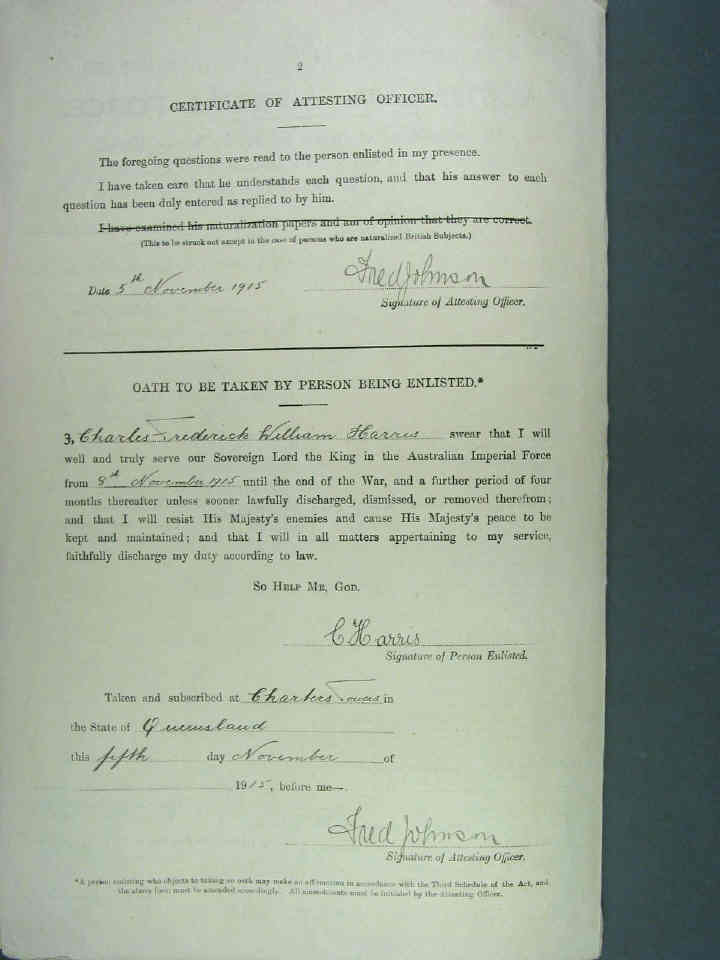 2
CERTIFICATE OF ATTESTING OFFICER.
The foregoing questions were read to the person enlisted in my presence.
I have taken care that he understands each question, and that his answer to each
question has been duly entered as replied to by him.
I have examined his naturalization papers and am of opinion that they are correct.
(This to be struck out except in the case of persons who are naturalized British Subjects.)
Date 5th November 1915 Fred Johnson
Signature of Attesting Officer.
OATH TO BE TAKEN BY PERSON BEING ENLISTED.*
3, Charles Frederick William Harris swear that I will
well and truly serve our Sovereign Lord the King in the Australian Imperial Force
from 8th November 1915 until the end of the War, and a further period of four
months thereafter unless sooner lawfully discharged, dismissed, or removed therefrom;
and that I will resist His Majesty's enemies and cause His Majesty's peace to be
kept and maintained; and that I will in all matters appertaining to my service,
faithfully discharge my duty according to law.
SO HELP ME, GOD.
C Harris
Signature of Person Enlisted.
Taken and subscribed at Charters Towers in
the State of Queensland
this fifth day November of
1915, before me—.
Fred Johnson
Signature of Attesting Officer.
*A person enlisting who objects to taking an oath may make an affirmation in accordance with the Third Schedule of the Act, and
the above form must be amended accordingly. All amendments must be initialed by the Attesting Officer.